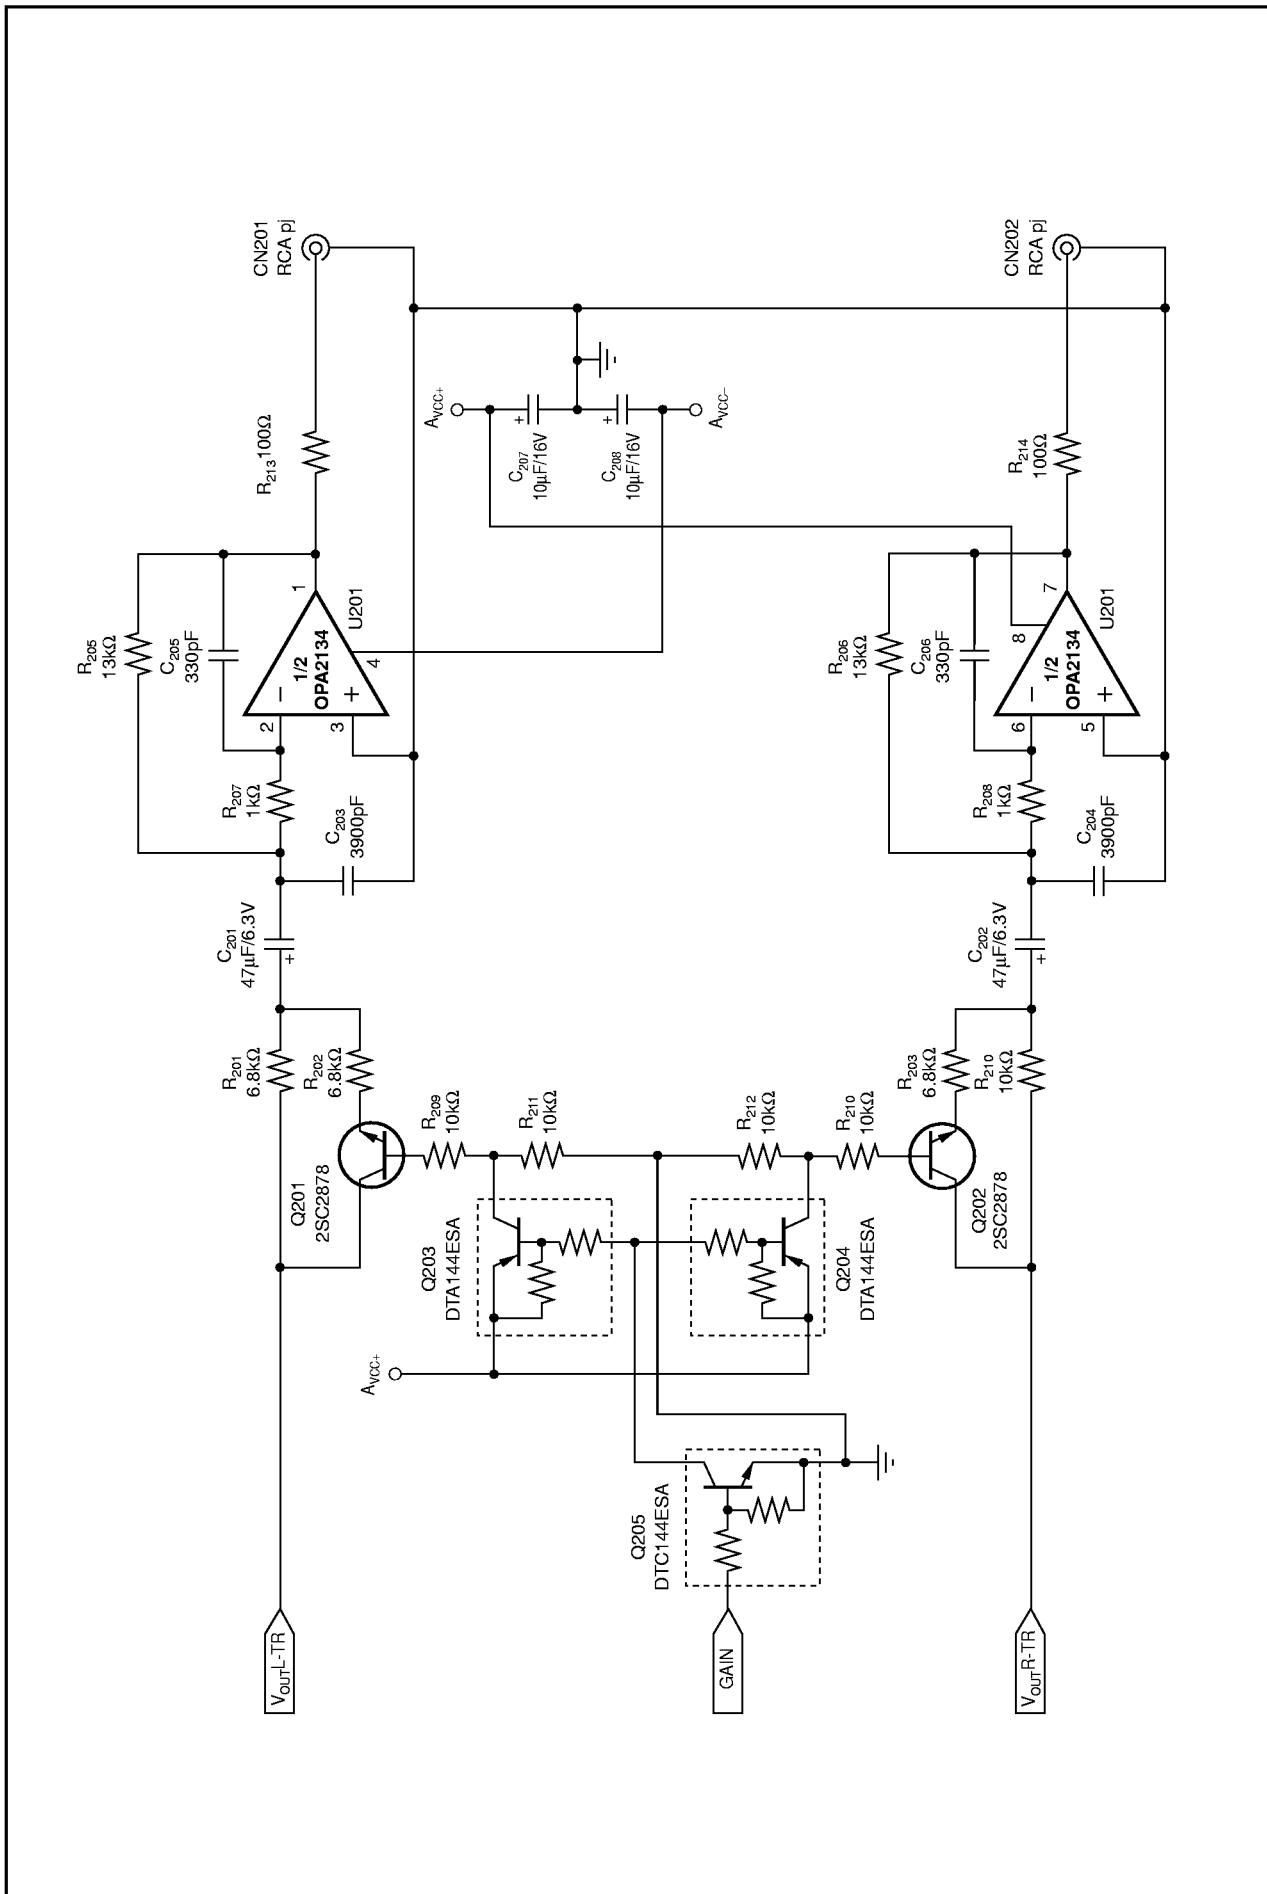 CN201
RCA pj
R213 100Ω
R205
13kΩ
C205
330pF
1
U201
1/2
OPA2134
−
+
2
3
4
R207
1kΩ
C203
3900pF
C201
47µF/6.3V
+
R201
6.8kΩ
R202
6.8kΩ
Q201
2SC2878
VOUTL-TR
AVCC+
+
C207
10µF/16V
+
C208
10µF/16V
AVCC−
R209
10kΩ
R211
10kΩ
R212
10kΩ
R210
10kΩ
Q203
DTA144ESA
Q204
DTA144ESA
AVCC+
Q205
DTC144ESA
GAIN
CN202
RCA pj
R214
100Ω
R206
13kΩ
C206
330pF
7
U201
8
1/2
OPA2134
−
+
6
5
R208
1kΩ
C204
3900pF
C202
47µF/6.3V
+
R203
6.8kΩ
R210
10kΩ
Q202
2SC2878
VOUTR-TR